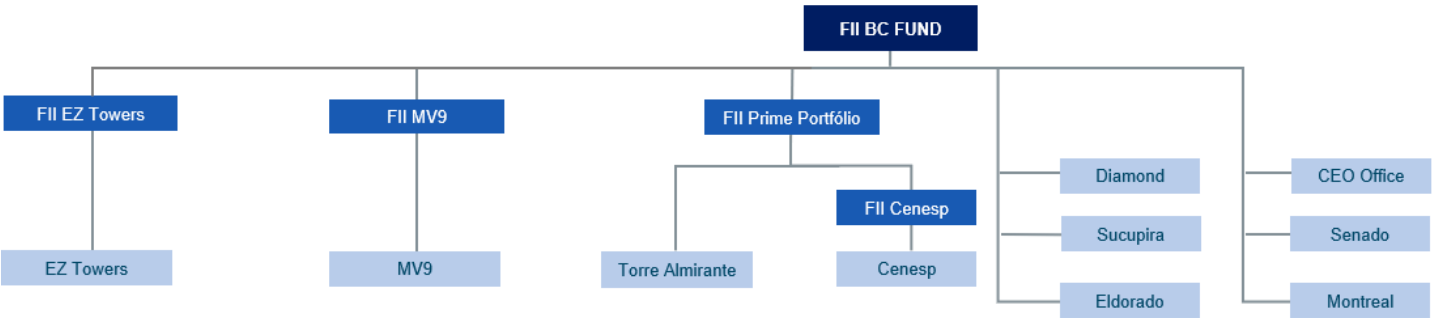 FII BC FUND
FII EZ Towers
FII MV9
FII Prime Portfólio
Diamond
CEO Office
FII Cenesp
Sucupira
Senado
EZ Towers
MV9
Torre Almirante
Cenesp
Eldorado
Montreal